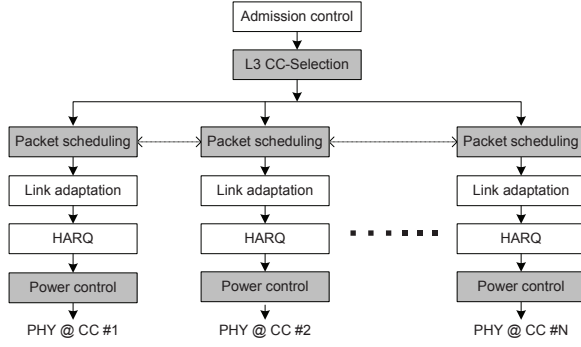 Admission control
L3 CC-Selection
Packet scheduling Packet scheduling Packet scheduling
Link adaptation Link adaptation Link adaptation
HARQ HARQ HARQ
Power control Power control Power control
PHY @ CC #1 PHY @ CC #2 PHY @ CC #N